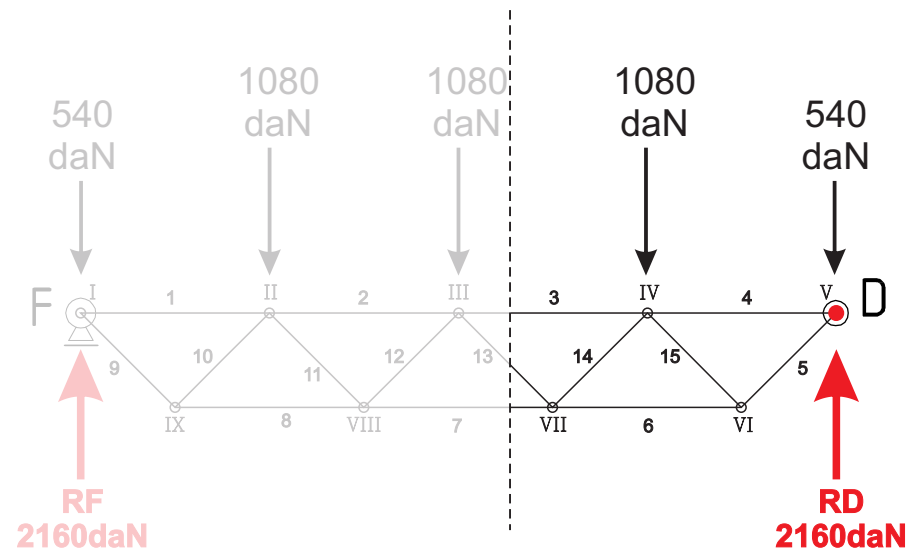 1080
daN
1080
daN
1080
daN
540
daN
540
daN
F
I
1
II
2
III
3
IV
4
V
D
9
10
11
12
13
14
15
5
IX
8
VIII
7
VII
6
VI
RF
2160daN
RD
2160daN